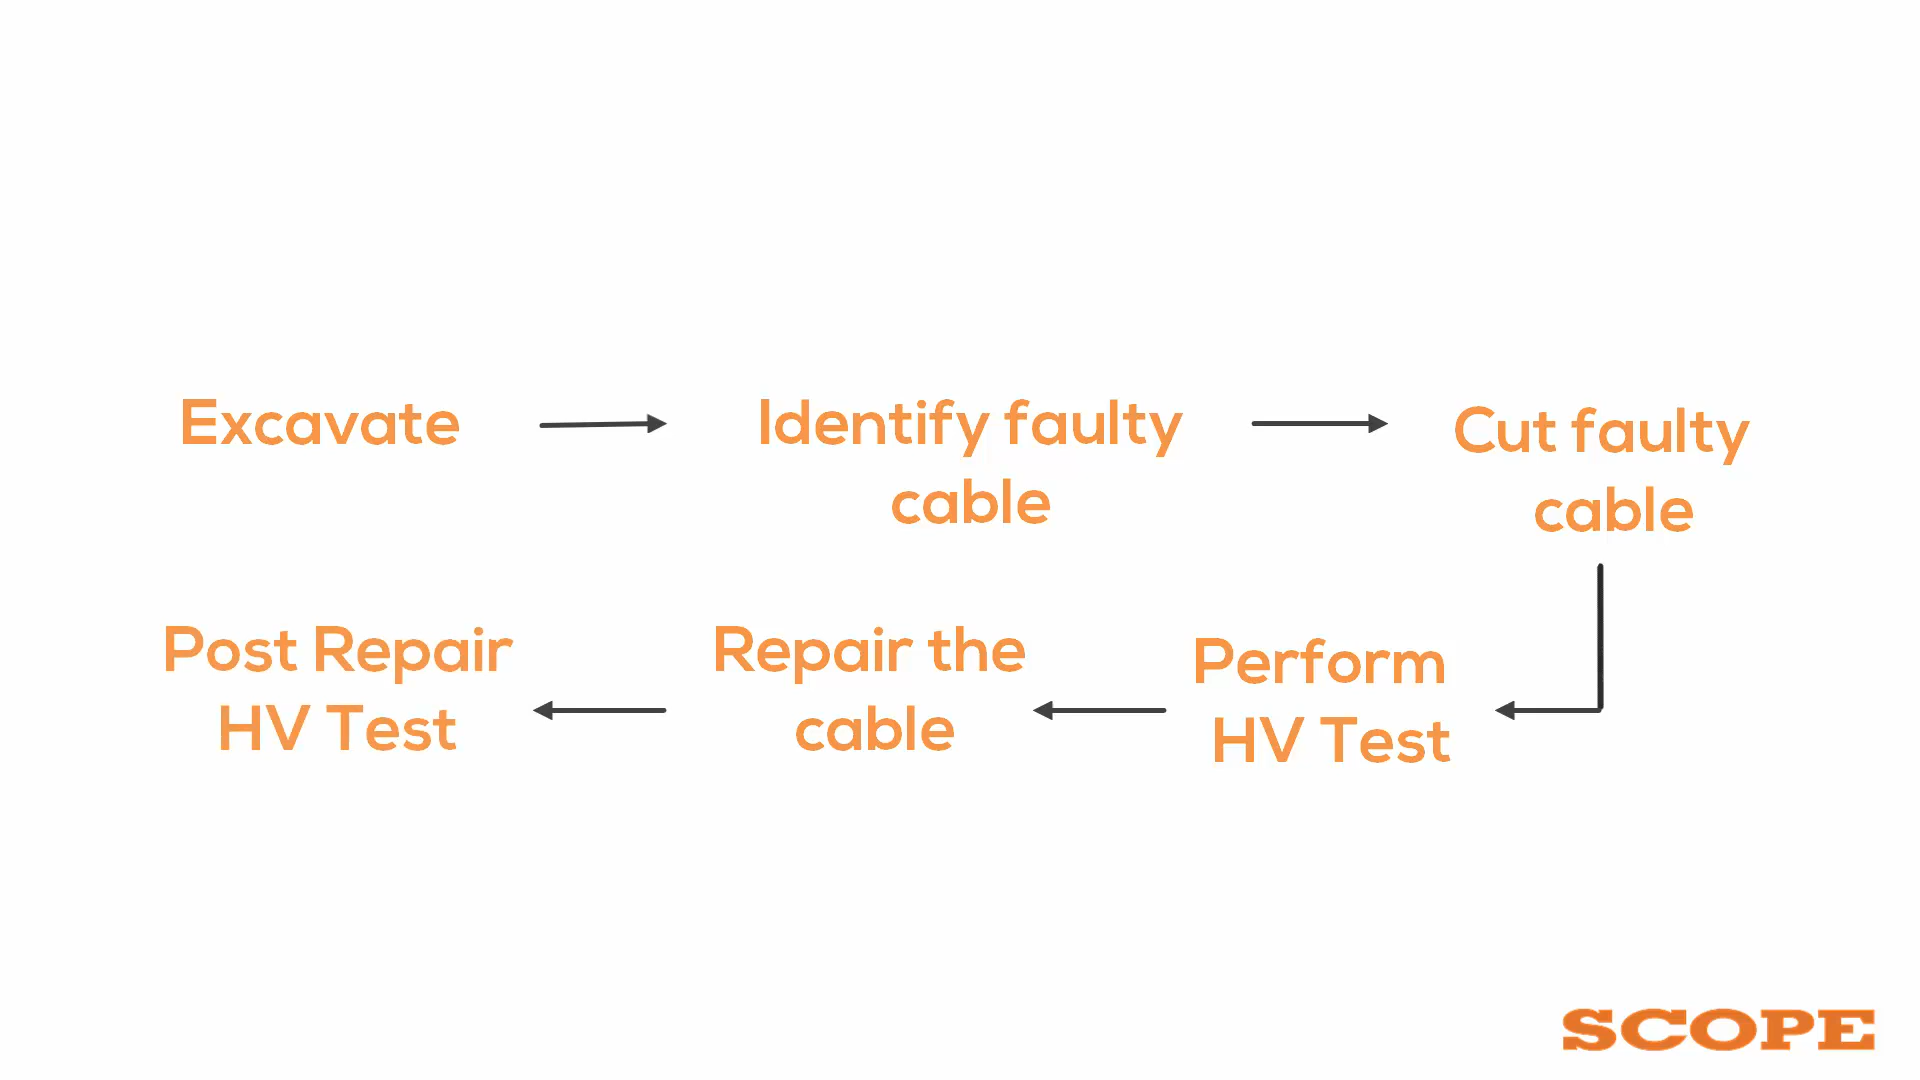 Excavate
Identify faulty
cable
Cut faulty
cable
Perform
HV Test
Repair the
cable
Post Repair
HV Test
SCOPE